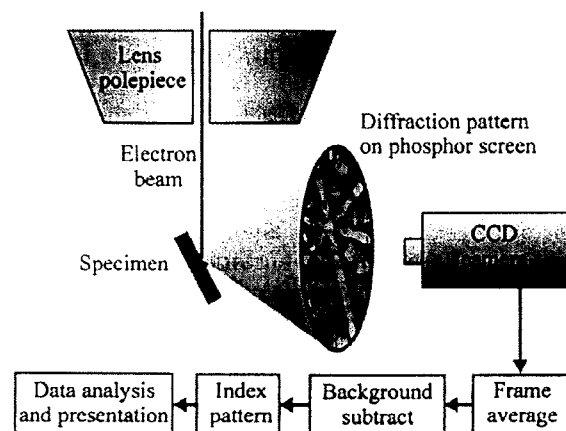 Lens
polepiece
Electron
beam
Diffraction pattern
on phosphor screen
Specimen
CCD
Data analysis
and presentation
Index
pattern
Background
subtract
Frame
average